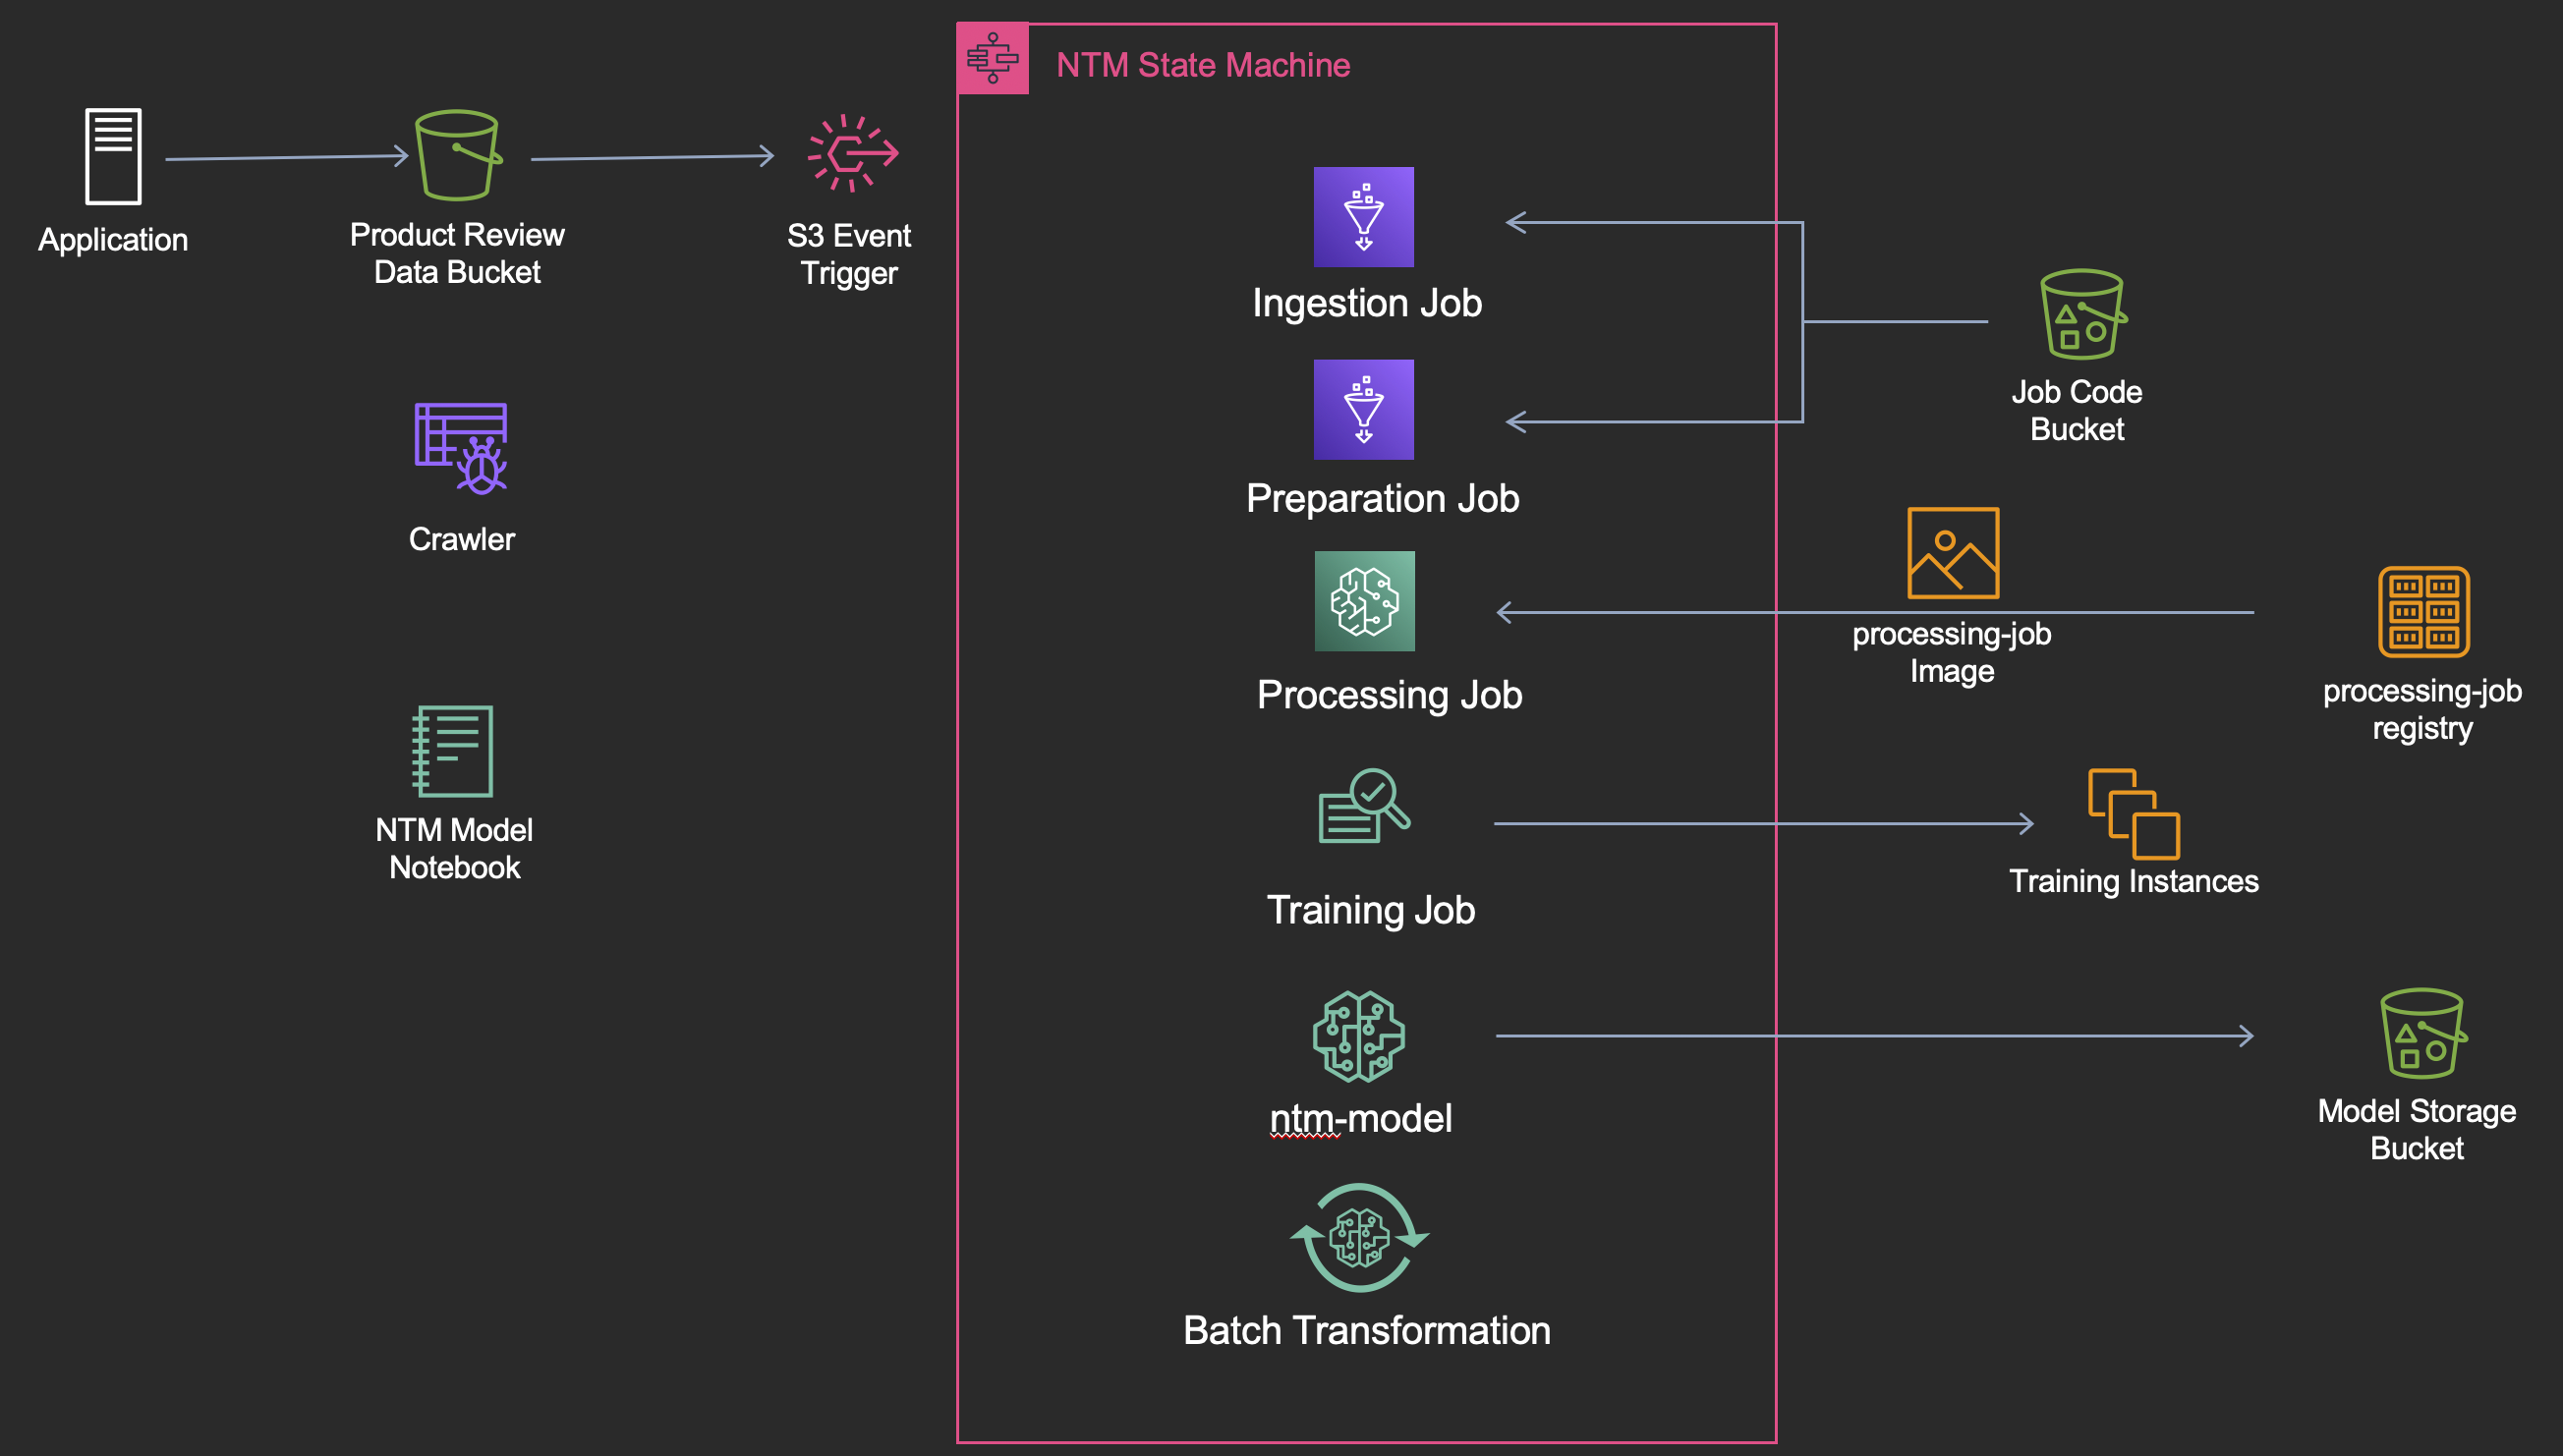 NTM State Machine
Application
Product Review
Data Bucket
S3 Event
Trigger
Ingestion Job
Job Code
Bucket
Preparation Job
Crawler
processing-job
Image
Processing Job
processing-job
registry
NTM Model
Notebook
Training Job
Training Instances
ntm-model
Model Storage
Bucket
Batch Transformation